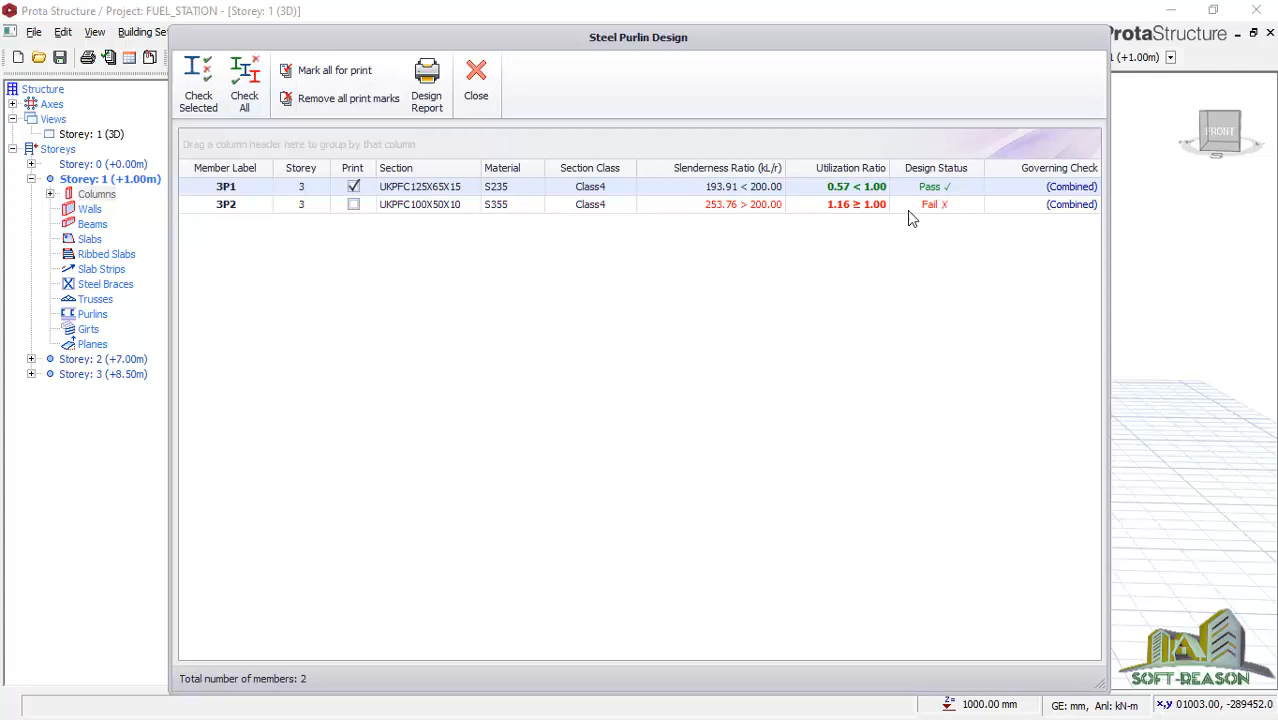 Prota Structure / Project: FUEL_STATION - [Storey: 1 (3D)]
File Edit View Building Set
Steel Purlin Design
ProtaStructure
1 (+1.00m)
Check Selected
Check All
Mark all for print
Remove all print marks
Design Report
Close
Drag a column header here to group by that column
Member Label Storey Print Section Material Section Class Slenderness Ratio (kL/r) Utilization Ratio Design Status Governing Check
3P1 3 UKPFC125X65X15 S235 Class4 193.91 < 200.00 0.57 < 1.00 Pass ✓ (Combined)
3P2 3 UKPFC100X50X10 S355 Class4 253.76 > 200.00 1.16 ≥ 1.00 Fail ✗ (Combined)
Structure
Axes
Views
Storey: 1 (3D)
Storeys
Storey: 0 (+0.00m)
Storey: 1 (+1.00m)
Columns
Walls
Beams
Slabs
Ribbed Slabs
Slab Strips
Steel Braces
Trusses
Purlins
Girts
Planes
Storey: 2 (+7.00m)
Storey: 3 (+8.50m)
FRONT
SOFT-REASON
Total number of members: 2
Z= 1000.00 mm GE: mm, Anl: kN-m x,y 01003.00, -289452.0